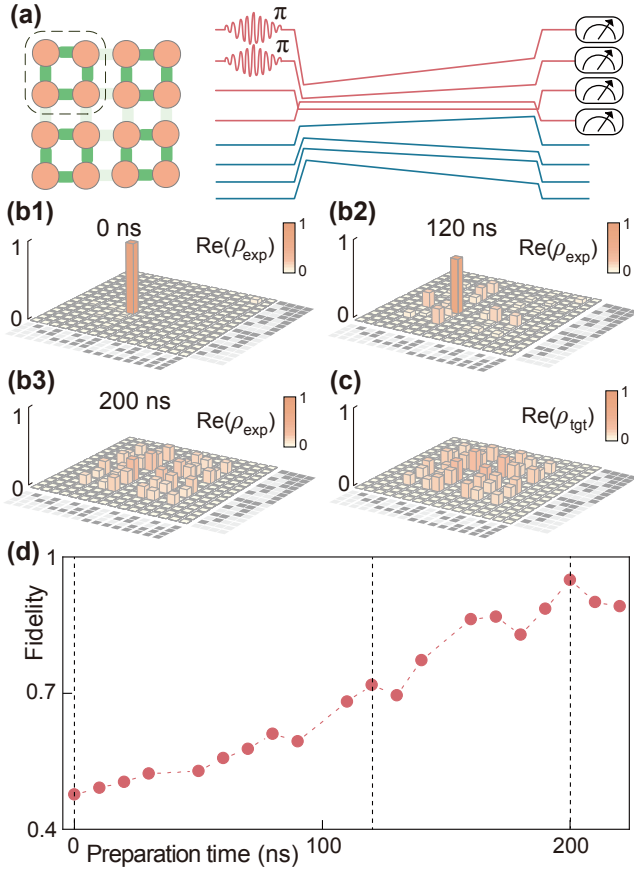 (a)
π
π
(b1)
0 ns
Re(ρexp)
1
0
1
0
(b2)
120 ns
Re(ρexp)
1
0
1
0
(b3)
200 ns
Re(ρexp)
1
0
1
0
(c)
Re(ρtgt)
1
0
1
0
(d)
1
0.7
0.4
Fidelity
0
100
200
Preparation time (ns)